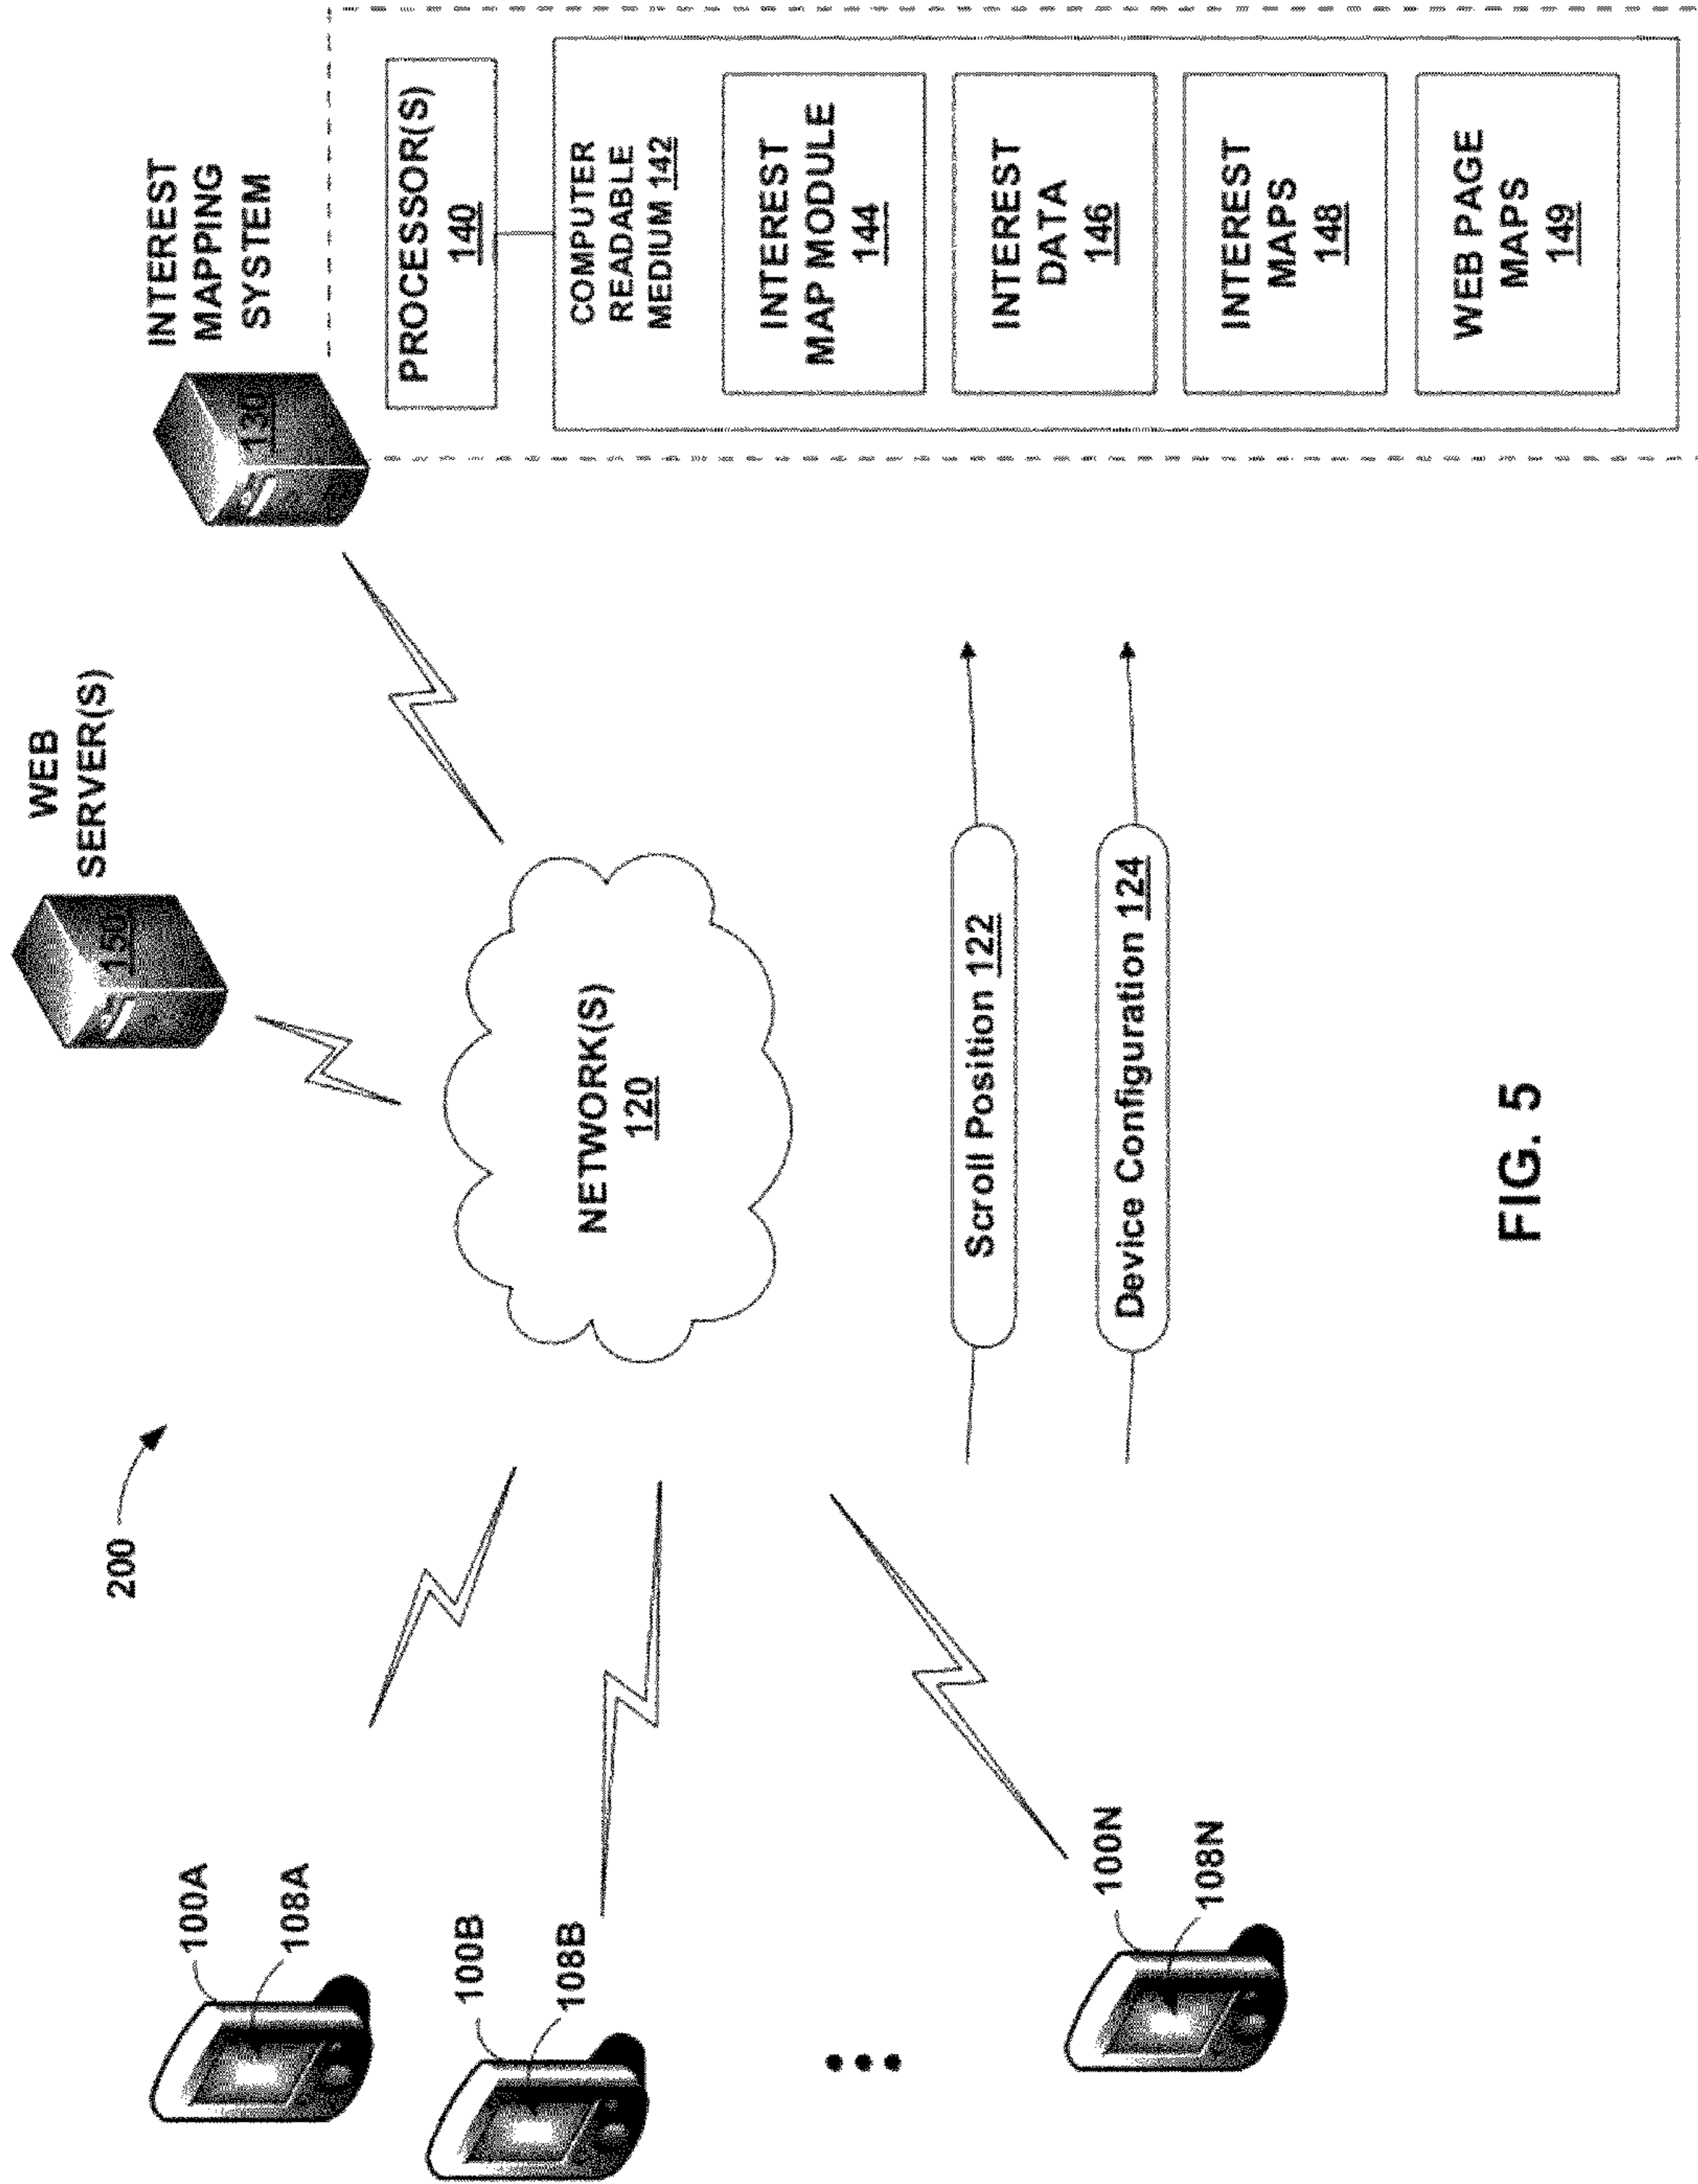 200
WEB
SERVER(S)
150
INTEREST
MAPPING
SYSTEM
130
100A
108A
100B
108B
100N
108N
NETWORK(S)
120
Scroll Position 122
Device Configuration 124
PROCESSOR(S)
140
COMPUTER
READABLE
MEDIUM 142
INTEREST
MAP MODULE
144
INTEREST
DATA
146
INTEREST
MAPS
148
WEB PAGE
MAPS
149
FIG. 5